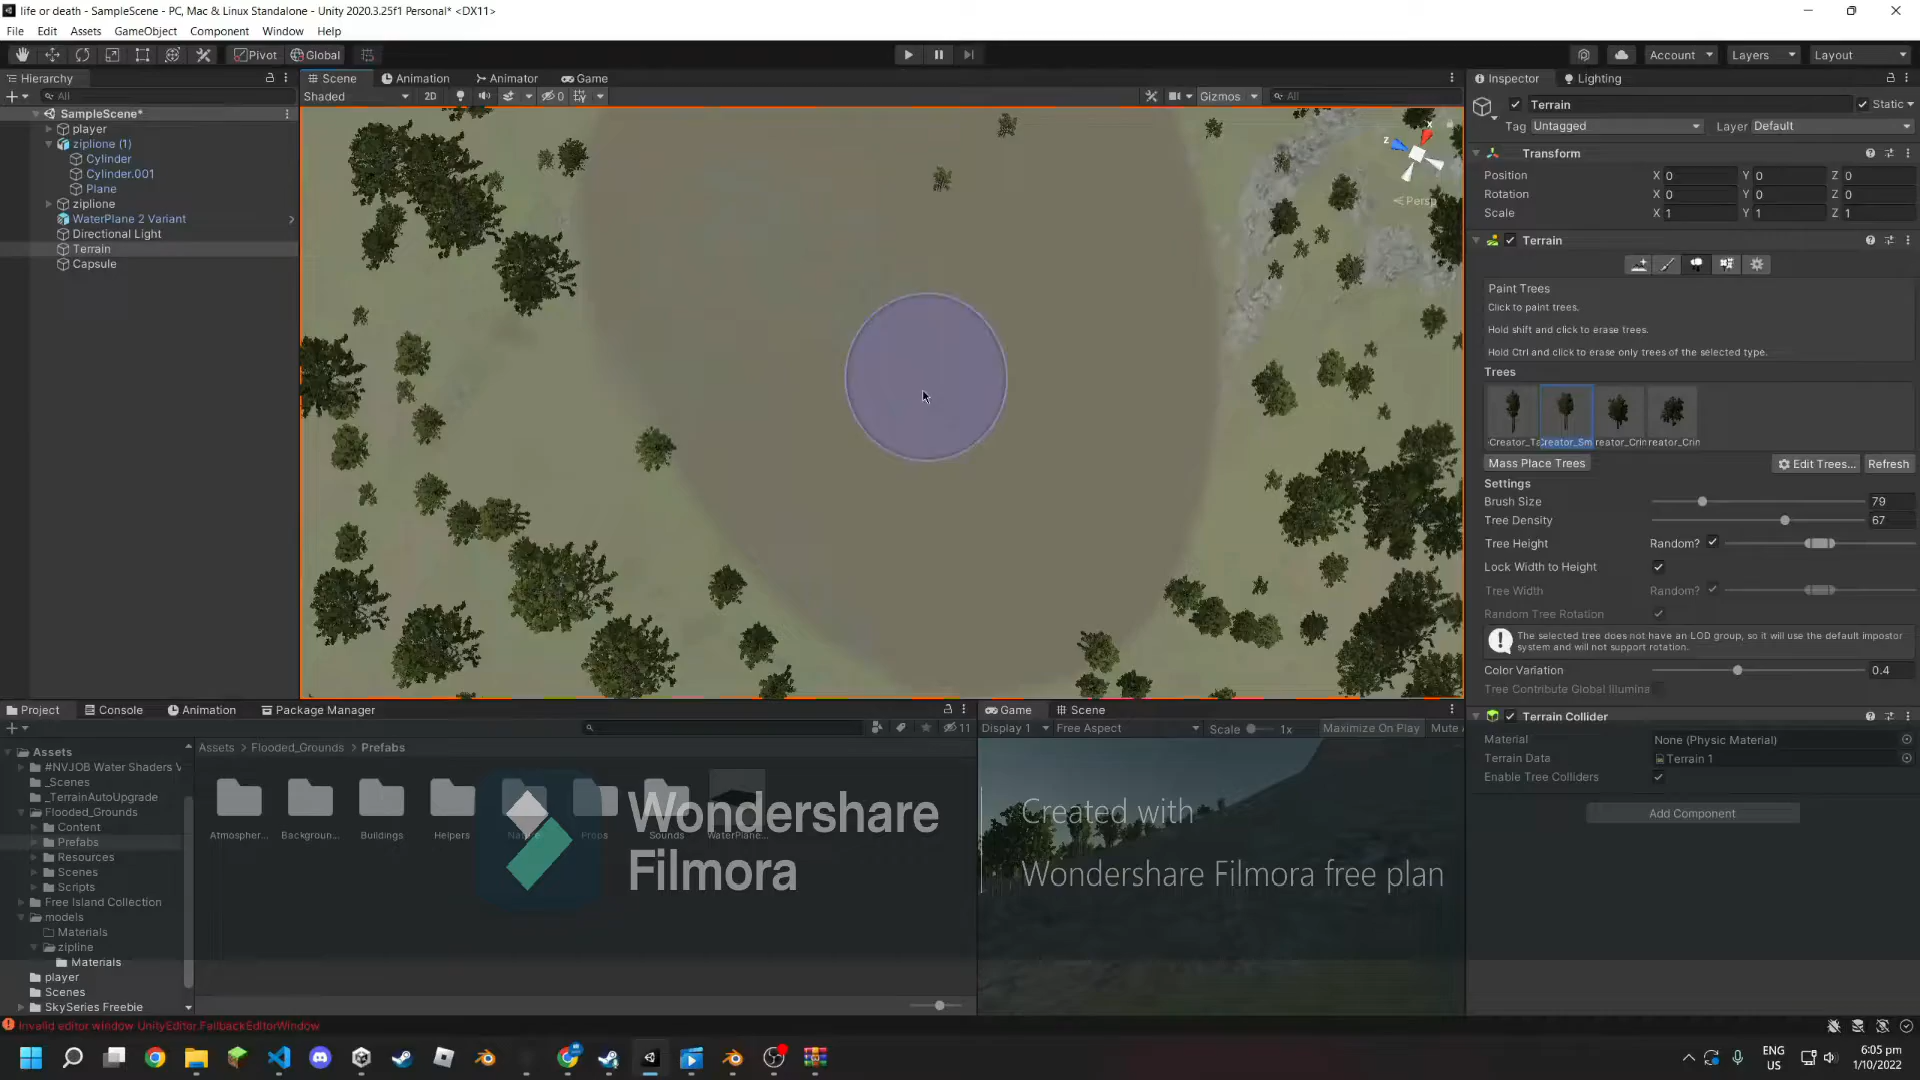 life or death - SampleScene - PC, Mac & Linux Standalone - Unity 2020.3.25f1 Personal* <DX11>
File Edit Assets GameObject Component Window Help
Pivot Global
Account Layers Layout
Hierarchy
Scene Animation Animator Game
Inspector Lighting
All
Shaded 2D 0 Gizmos All
SampleScene*
player
ziplione (1)
Cylinder
Cylinder.001
Plane
ziplione
WaterPlane 2 Variant
Directional Light
Terrain
Capsule
x
z
Persp
Terrain Static
Tag Untagged Layer Default
Transform
Position X 0 Y 0 Z 0
Rotation X 0 Y 0 Z 0
Scale X 1 Y 1 Z 1
Terrain
Paint Trees
Click to paint trees.
Hold shift and click to erase trees.
Hold Ctrl and click to erase only trees of the selected type.
Trees
Mass Place Trees Edit Trees... Refresh
Settings
Brush Size 79
Tree Density 67
Tree Height Random?
Lock Width to Height
Tree Width Random?
Random Tree Rotation
The selected tree does not have an LOD group, so it will use the default impostor
system and will not support rotation.
Color Variation 0.4
Tree Contribute Global Illumina
Terrain Collider
Material None (Physic Material)
Terrain Data Terrain 1
Enable Tree Colliders
Add Component
Project Console Animation Package Manager
11
Assets > Flooded_Grounds > Prefabs
Assets
#NVJOB Water Shaders V
_Scenes
_TerrainAutoUpgrade
Flooded_Grounds
Content
Prefabs
Resources
Scenes
Scripts
Free Island Collection
models
Materials
zipline
Materials
player
Scenes
SkySeries Freebie
Atmospher... Backgroun... Buildings Helpers Props Sounds WaterPlane...
Wondershare
Filmora
Game Scene
Display 1 Free Aspect Scale 1x Maximize On Play Mute
Created with
Wondershare Filmora free plan
Invalid editor window UnityEditor.FallbackEditorWindow
ENG
US
6:05 pm
1/10/2022